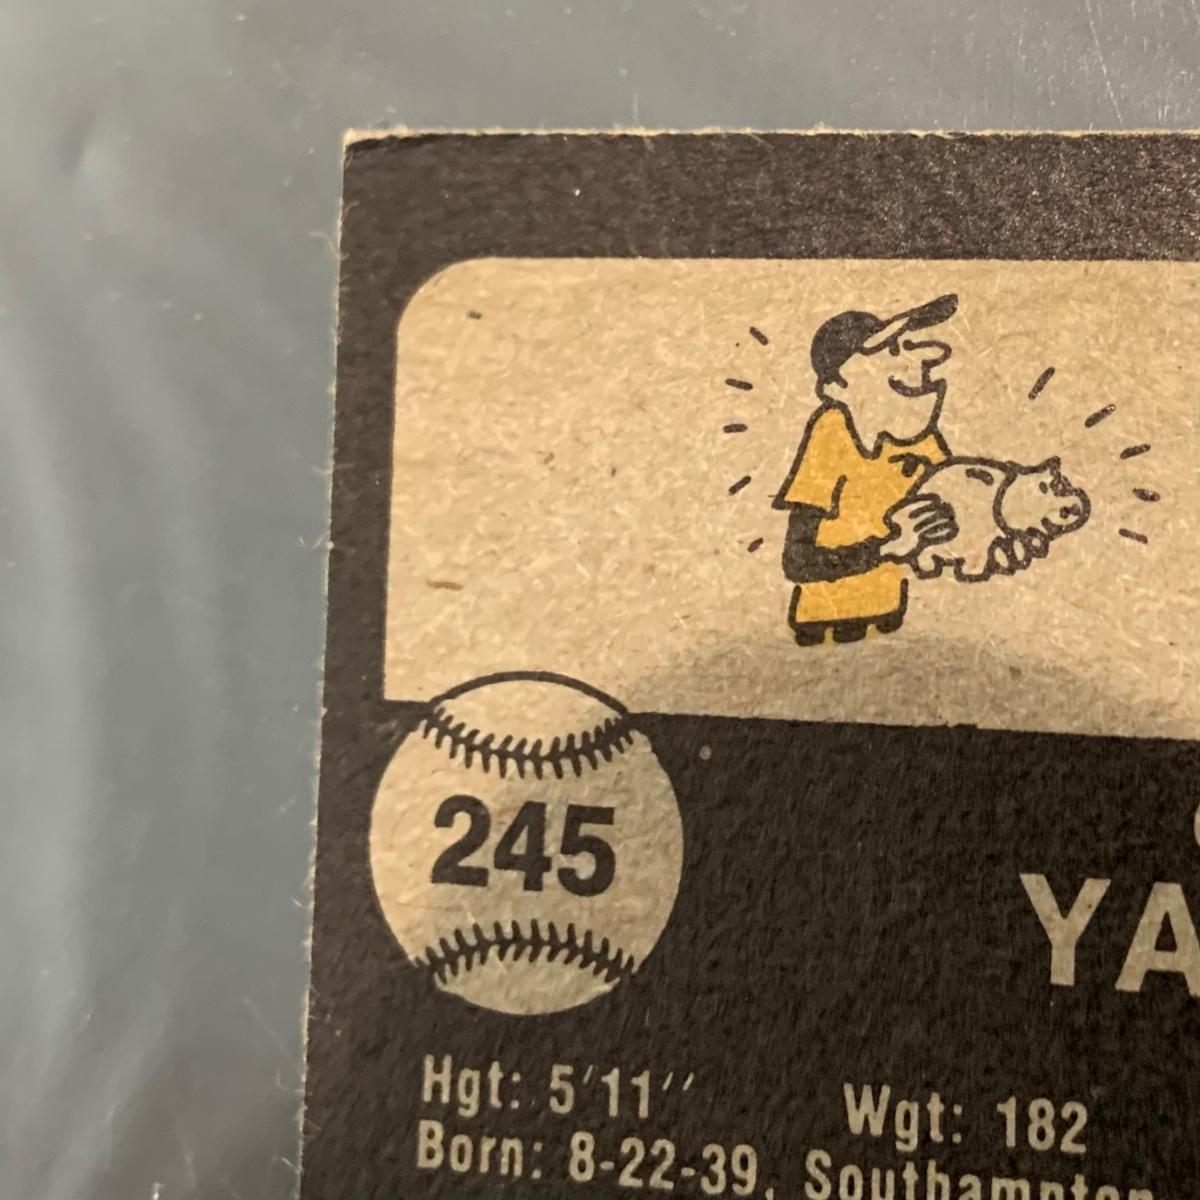 245
YA
Hgt: 5'11'' Wgt: 182
Born: 8-22-39, Southampton